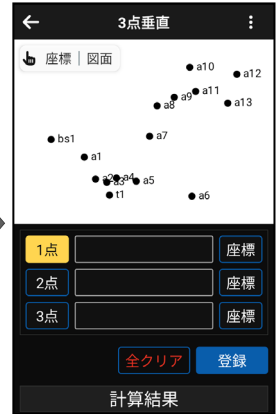 3点垂直
座標｜図面
a10
a12
a9 a11
a8 a13
bs1 a7
a1
a2 a4
a3 a5
t1 a6
1点 座標
2点 座標
3点 座標
全クリア 登録
計算結果